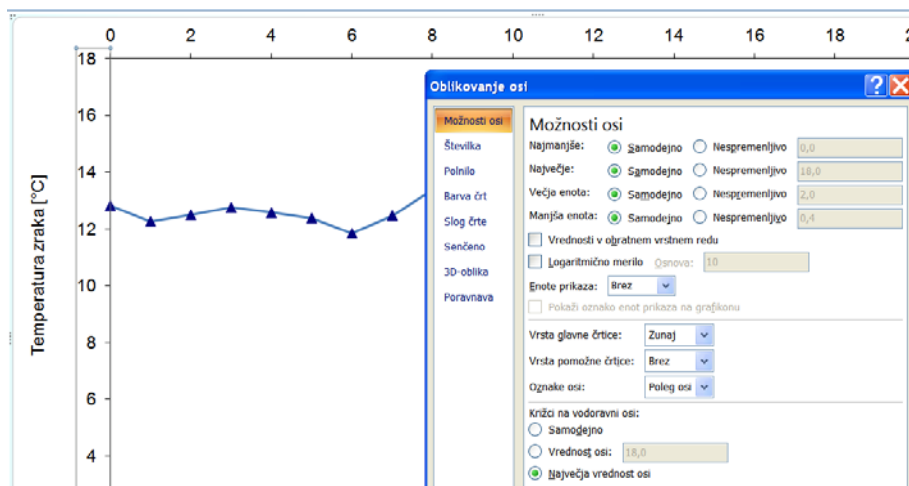 0 2 4 6 8 10 12 14 16 18
18
16
14
12
10
8
6
4
Temperatura zraka [°C]
Oblikovanje osi
Možnosti osi
Številka
Polnilo
Barva črt
Slog črte
Senčeno
3D-oblika
Poravnava
Možnosti osi
Najmanjše: Samodejno Nespremenljivo 0,0
Največje: Samodejno Nespremenljivo 18,0
Večja enota: Samodejno Nespremenljivo 2,0
Manjša enota: Samodejno Nespremenljivo 0,4
Vrednosti v obratnem vrstnem redu
Logaritmično merilo Osnova: 10
Enote prikaza: Brez
Pokaži oznako enot prikaza na grafikonu
Vrsta glavne črtice: Zunaj
Vrsta pomožne črtice: Brez
Oznake osi: Poleg osi
Križci na vodoravni osi:
Samodejno
Vrednost osi: 18,0
Največja vrednost osi